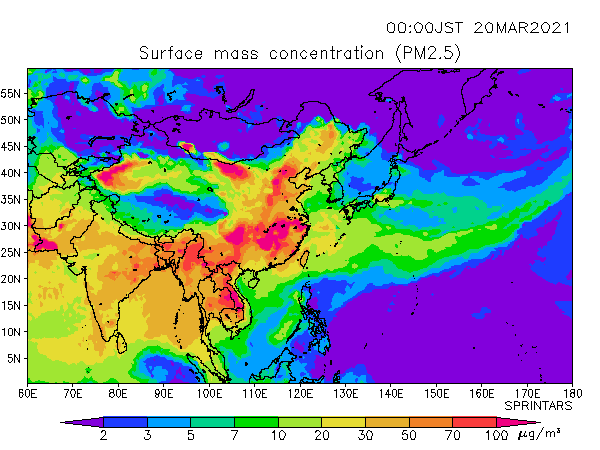 00:00JST 20MAR2021
Surface mass concentration (PM2.5)
55N
50N
45N
40N
35N
30N
25N
20N
15N
10N
5N
60E 70E 80E 90E 100E 110E 120E 130E 140E 150E 160E 170E 180
SPRINTARS
2 3 5 7 10 20 30 50 70 100 μg/m³